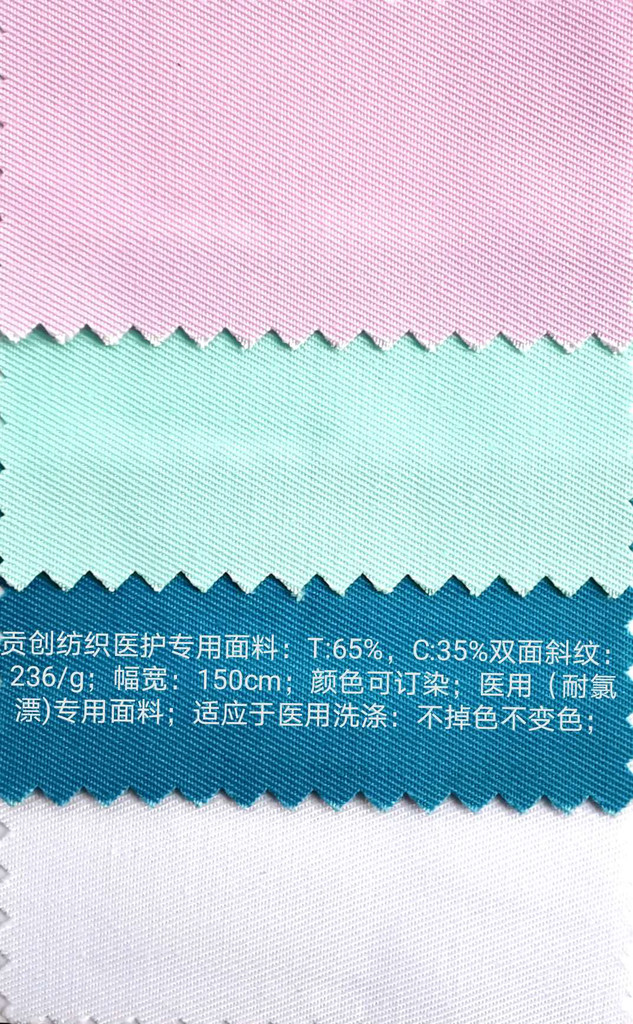 贡创纺织医护专用面料：T:65%，C:35%双面斜纹：
236/g；幅宽：150cm；颜色可订染；医用（耐氯
漂)专用面料；适应于医用洗涤：不掉色不变色；